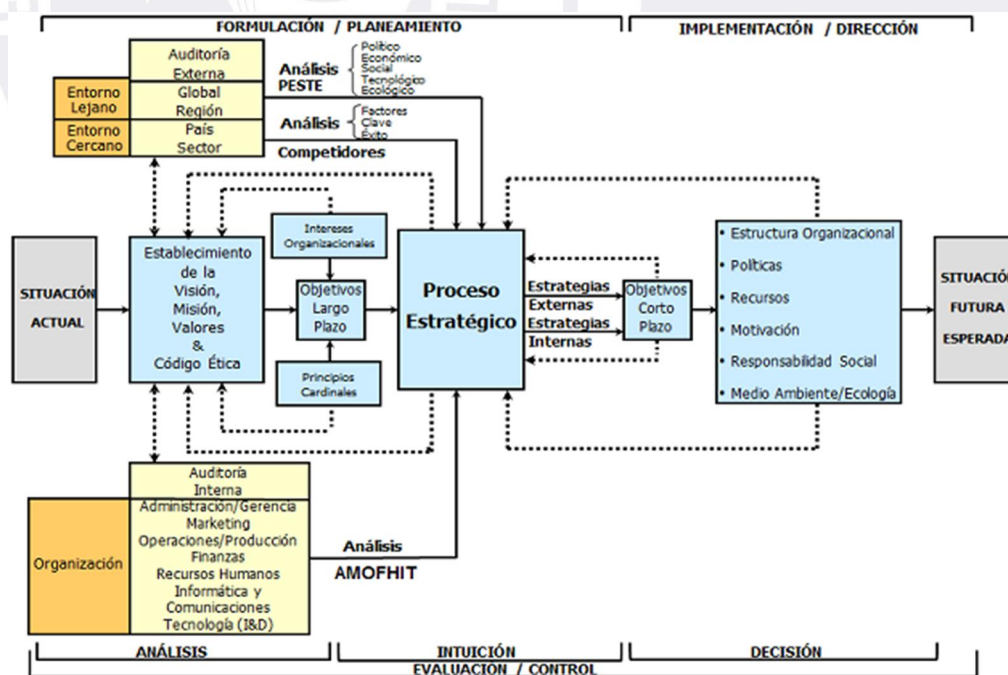 FORMULACIÓN / PLANEAMIENTO
IMPLEMENTACIÓN / DIRECCIÓN
Auditoría
Externa
Entorno
Lejano
Global
Región
Entorno
Cercano
País
Sector
Análisis
PESTE
Político
Económico
Social
Tecnológico
Ecológico
Análisis
Factores
Clave
Éxito
Competidores
SITUACIÓN
ACTUAL
Establecimiento
de la
Visión,
Misión,
Valores
&
Código Ética
Intereses
Organizacionales
Objetivos
Largo
Plazo
Principios
Cardinales
Proceso
Estratégico
Estrategias
Externas
Estrategias
Internas
Objetivos
Corto
Plazo
• Estructura Organizacional
• Políticas
• Recursos
• Motivación
• Responsabilidad Social
• Medio Ambiente/Ecología
SITUACIÓN
FUTURA
ESPERADA
Auditoría
Interna
Organización
Administración/Gerencia
Marketing
Operaciones/Producción
Finanzas
Recursos Humanos
Informática y
Comunicaciones
Tecnología (I&D)
Análisis
AMOFHIT
ANÁLISIS
INTUICIÓN
DECISIÓN
EVALUACIÓN / CONTROL